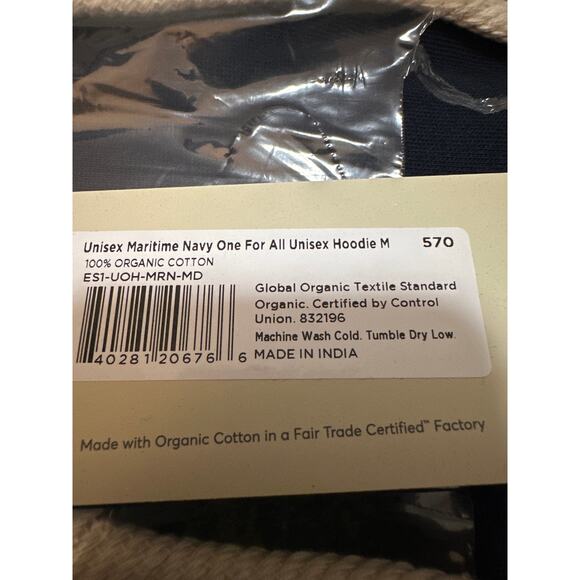 Unisex Maritime Navy One For All Unisex Hoodie M 570
100% ORGANIC COTTON
ES1-UOH-MRN-MD
Global Organic Textile Standard
Organic. Certified by Control
Union. 832196
Machine Wash Cold. Tumble Dry Low.
MADE IN INDIA
40281 20676 6
Made with Organic Cotton in a Fair Trade Certified™ Factory